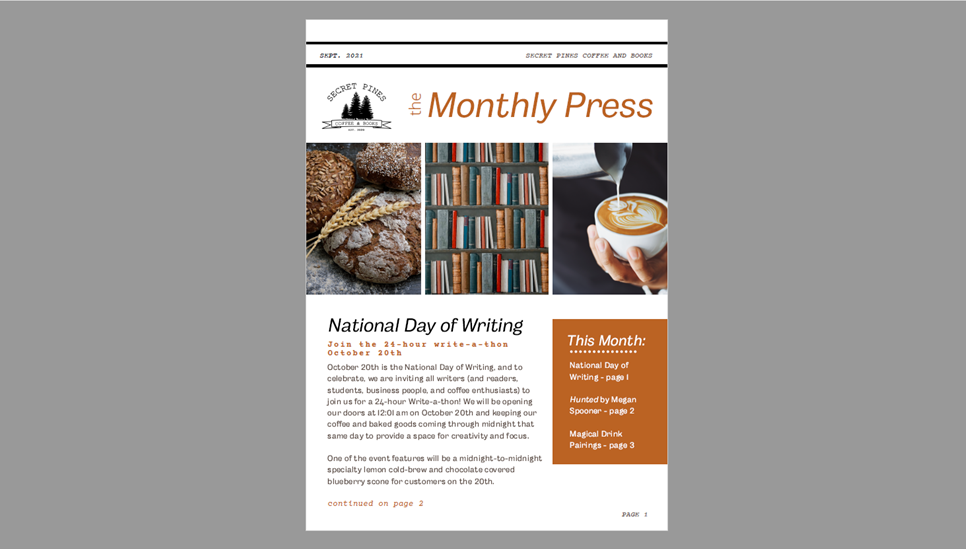 SEPT. 2021
SECRET PINES COFFEE AND BOOKS
SECRET PINES
COFFEE & BOOKS
the Monthly Press
National Day of Writing
Join the 24-hour write-a-thon
October 20th
October 20th is the National Day of Writing, and to
celebrate, we are inviting all writers (and readers,
students, business people, and coffee enthusiasts) to
join us for a 24-hour Write-a-thon! We will be opening
our doors at 12:01 am on October 20th and keeping our
coffee and baked goods coming through midnight that
same day to provide a space for creativity and focus.
One of the event features will be a midnight-to-midnight
specialty lemon cold-brew and chocolate covered
blueberry scone for customers on the 20th.
continued on page 2
This Month:
National Day of
Writing - page 1
Hunted by Megan
Spooner - page 2
Magical Drink
Pairings - page 3
PAGE 1